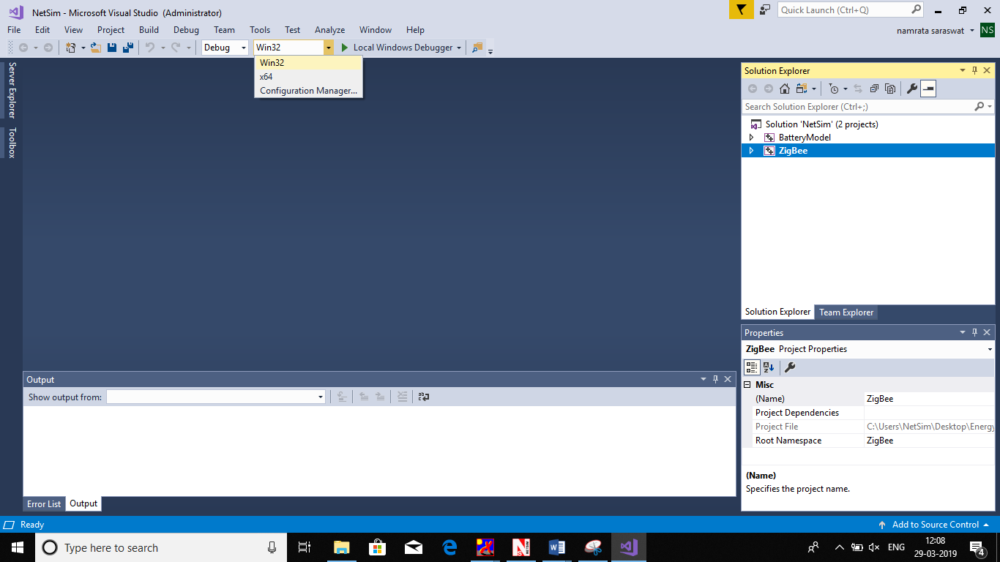 NetSim - Microsoft Visual Studio (Administrator)
Quick Launch (Ctrl+Q)
File Edit View Project Build Debug Team Tools Test Analyze Window Help
namrata saraswat NS
Debug Win32 Local Windows Debugger
Win32
x64
Configuration Manager...
Server Explorer
Toolbox
Solution Explorer
Search Solution Explorer (Ctrl+;)
Solution 'NetSim' (2 projects)
BatteryModel
ZigBee
Solution Explorer Team Explorer
Properties
ZigBee Project Properties
Misc
(Name) ZigBee
Project Dependencies
Project File C:\Users\NetSim\Desktop\Energy
Root Namespace ZigBee
(Name)
Specifies the project name.
Output
Show output from:
Error List Output
Ready
Add to Source Control
Type here to search
ENG
12:08
29-03-2019
4